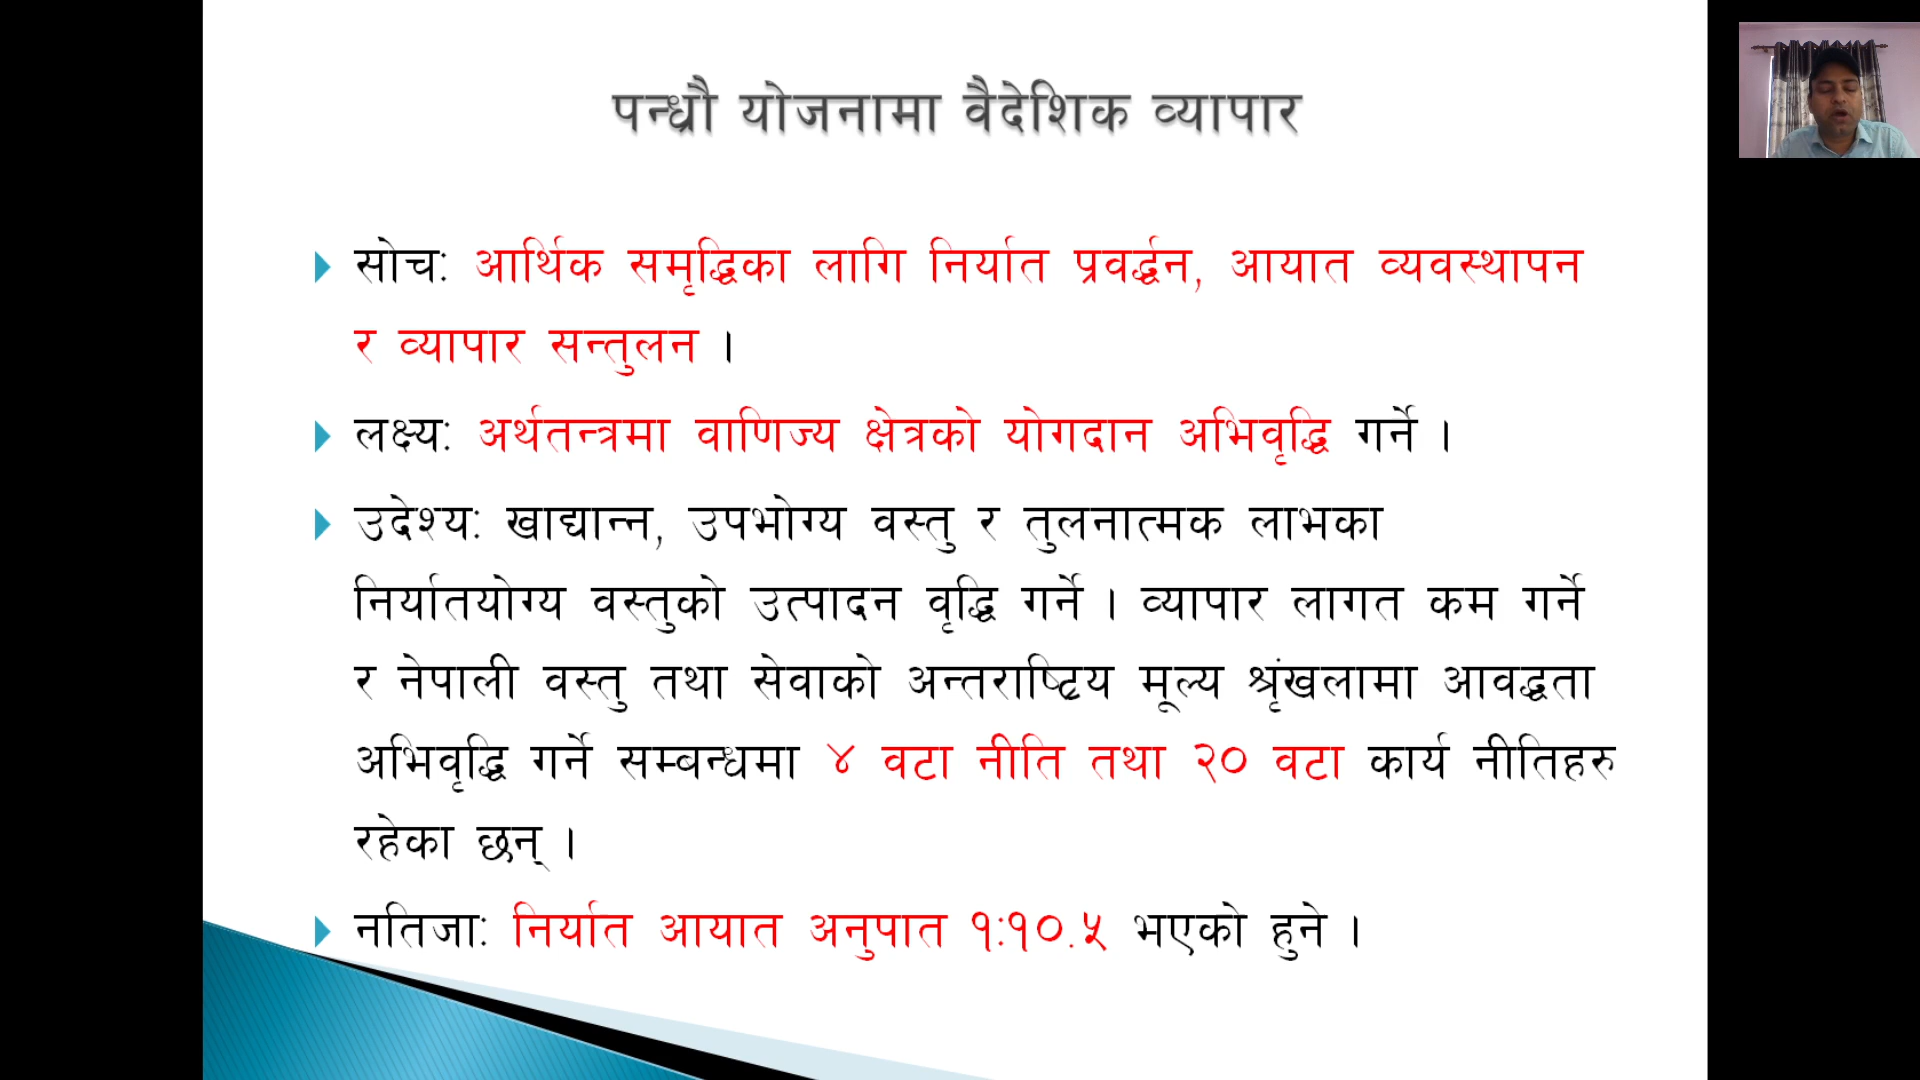 पन्ध्रौ योजनामा वैदेशिक व्यापार
सोच: आर्थिक समृद्धिका लागि निर्यात प्रवर्द्धन, आयात व्यवस्थापन
र व्यापार सन्तुलन ।
लक्ष्य: अर्थतन्त्रमा वाणिज्य क्षेत्रको योगदान अभिवृद्धि गर्ने ।
उदेश्य: खाद्यान्न, उपभोग्य वस्तु र तुलनात्मक लाभका
निर्यातयोग्य वस्तुको उत्पादन वृद्धि गर्ने । व्यापार लागत कम गर्ने
र नेपाली वस्तु तथा सेवाको अन्तराष्ट्रिय मूल्य श्रृंखलामा आवद्धता
अभिवृद्धि गर्ने सम्बन्धमा ४ वटा नीति तथा २० वटा कार्य नीतिहरु
रहेका छन् ।
नतिजा: निर्यात आयात अनुपात १:१०.५ भएको हुने ।